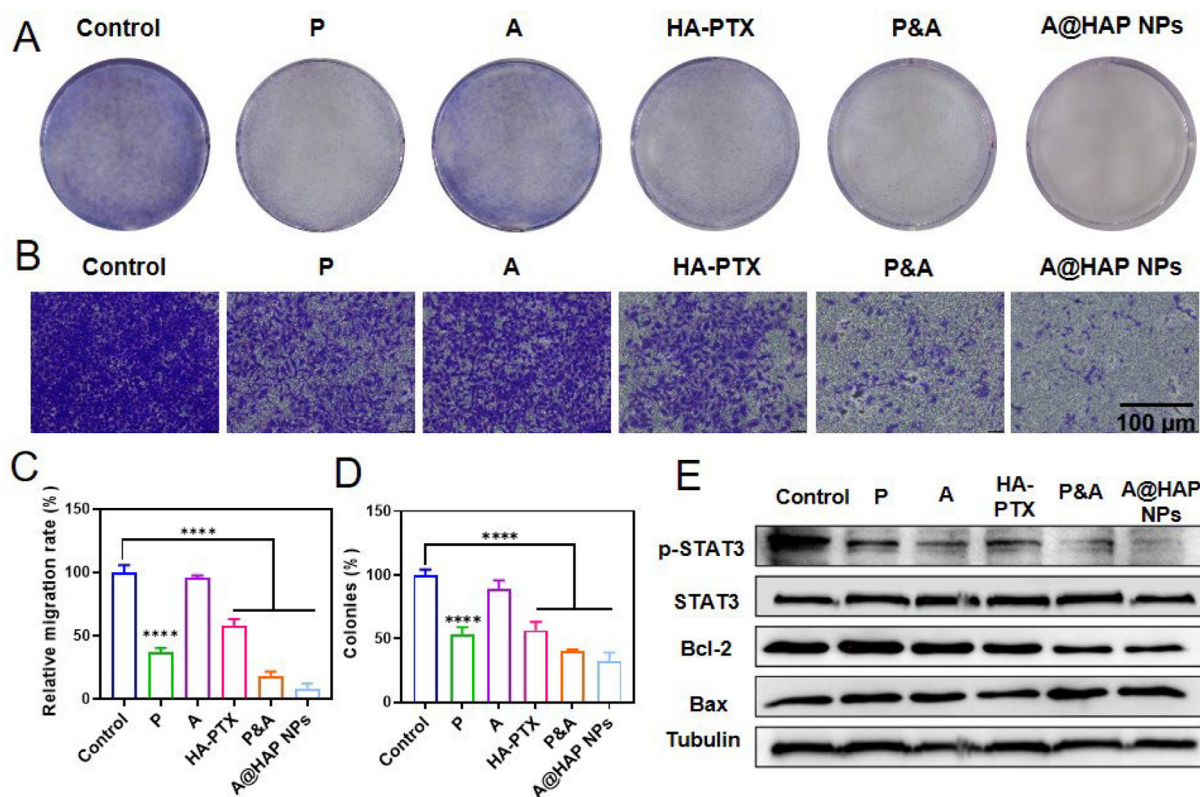 A
Control P A HA-PTX P&A A@HAP NPs
B
Control P A HA-PTX P&A A@HAP NPs
100 μm
C
Relative migration rate (%)
150
100
50
0
****
****
Control P A HA-PTX P&A A@HAP NPs
D
Colonies (%)
150
100
50
0
****
****
Control P A HA-PTX P&A A@HAP NPs
E
Control P A HA- P&A A@HAP
PTX NPs
p-STAT3
STAT3
Bcl-2
Bax
Tubulin